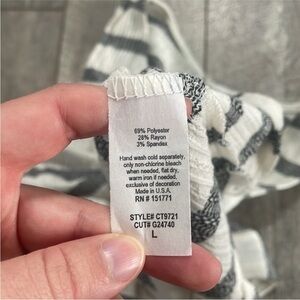 69% Polyester
28% Rayon
3% Spandex
Hand wash cold separately,
only non-chlorine bleach
when needed, flat dry,
warm iron if needed,
exclusive of decoration
Made in U.S.A.
RN # 151771
STYLE# CT9721
CUT# G24740
L